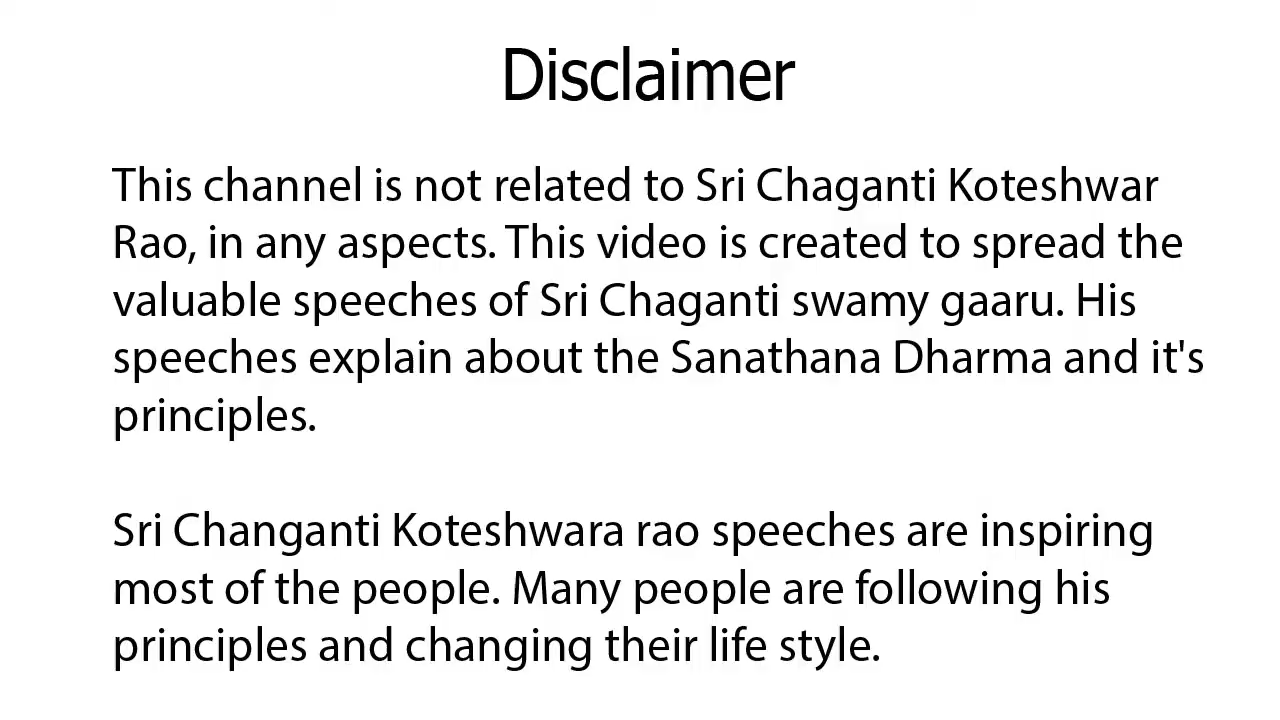 Disclaimer
This channel is not related to Sri Chaganti Koteshwar
Rao, in any aspects. This video is created to spread the
valuable speeches of Sri Chaganti swamy gaaru. His
speeches explain about the Sanathana Dharma and it's
principles.
Sri Changanti Koteshwara rao speeches are inspiring
most of the people. Many people are following his
principles and changing their life style.